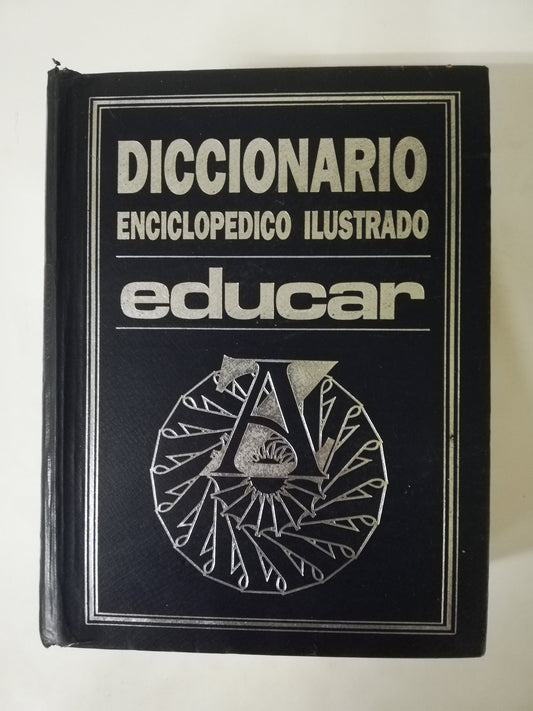 DICCIONARIO
ENCICLOPEDICO ILUSTRADO
educar
A